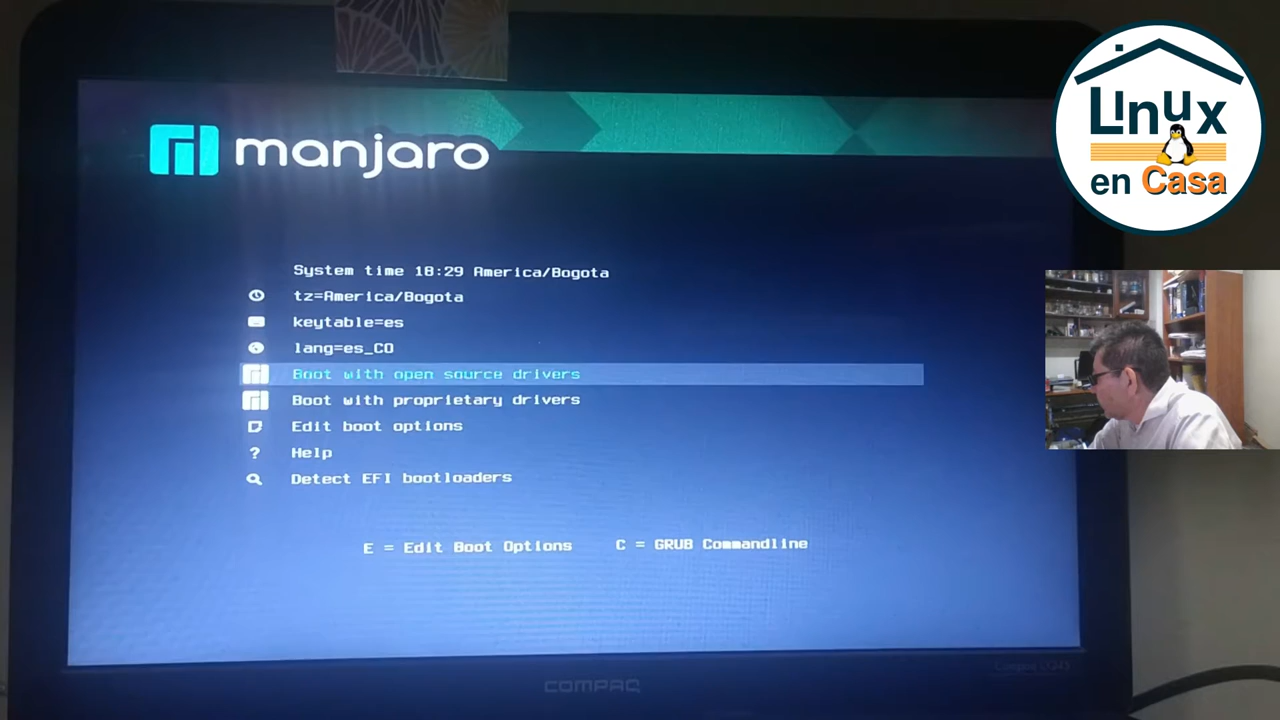 manjaro
System time 18:29 America/Bogota
tz=America/Bogota
keytable=es
lang=es_CO
Boot with open source drivers
Boot with proprietary drivers
Edit boot options
? Help
Detect EFI bootloaders
E = Edit Boot Options C = GRUB Commandline
COMPAQ
LInux
en Casa